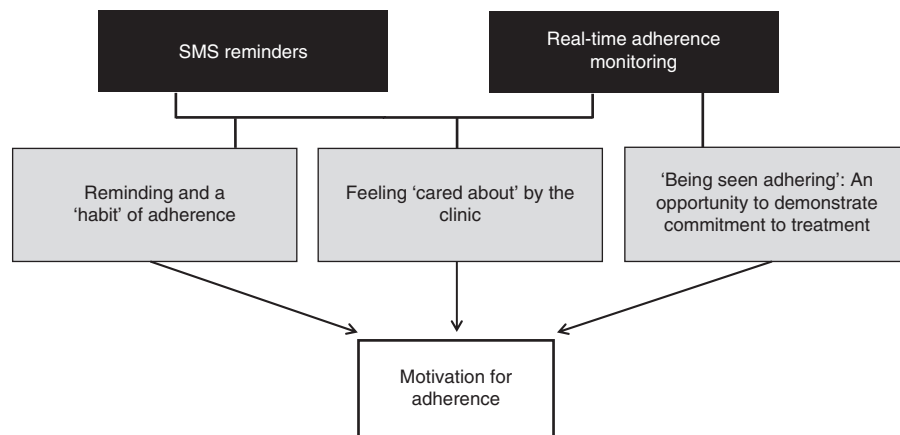 SMS reminders
Real-time adherence
monitoring
Reminding and a
‘habit’ of adherence
Feeling ‘cared about’ by the
clinic
‘Being seen adhering’: An
opportunity to demonstrate
commitment to treatment
Motivation for
adherence